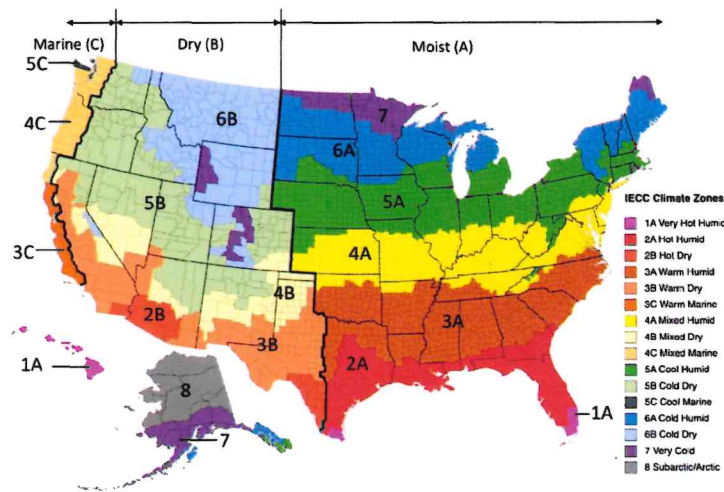 Marine (C)
Dry (B)
Moist (A)
5C
4C
6B
7
6A
5B
5A
3C
4A
4B
2B
3B
3A
2A
1A
8
7
1A
IECC Climate Zones
1A Very Hot Humid
2A Hot Humid
2B Hot Dry
3A Warm Humid
3B Warm Dry
3C Warm Marine
4A Mixed Humid
4B Mixed Dry
4C Mixed Marine
5A Cool Humid
5B Cold Dry
5C Cool Marine
6A Cold Humid
6B Cold Dry
7 Very Cold
8 Subarctic/Arctic